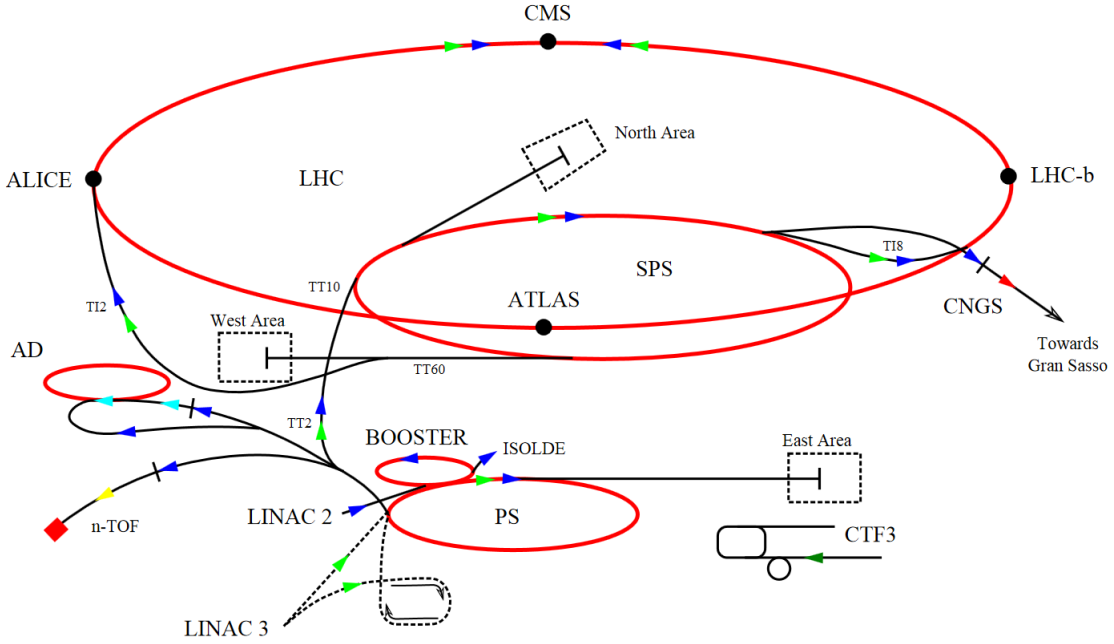 CMS
North Area
ALICE
LHC
LHC-b
TI8
SPS
TT10
ATLAS
CNGS
TI2
West Area
Towards
Gran Sasso
AD
TT60
TT2
BOOSTER
ISOLDE
East Area
LINAC 2
PS
n-TOF
CTF3
LINAC 3